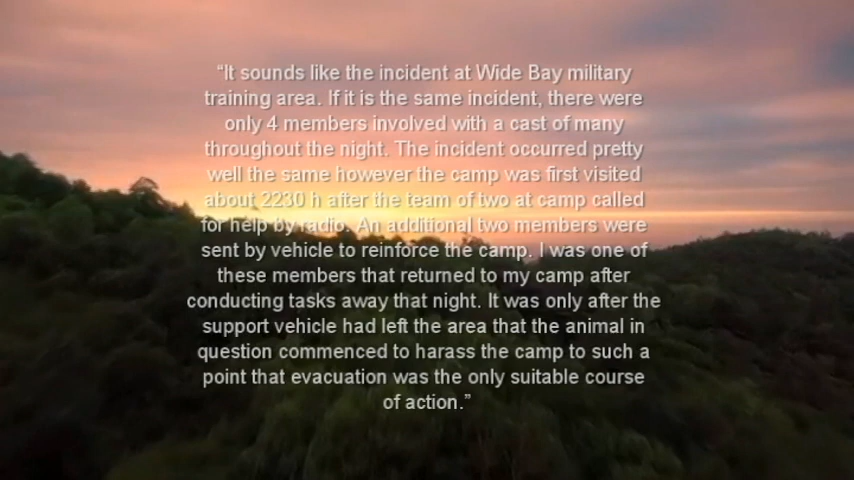 “It sounds like the incident at Wide Bay military
training area. If it is the same incident, there were
only 4 members involved with a cast of many
throughout the night. The incident occurred pretty
well the same however the camp was first visited
about 2230 h after the team of two at camp called
for help by radio. An additional two members were
sent by vehicle to reinforce the camp. I was one of
these members that returned to my camp after
conducting tasks away that night. It was only after the
support vehicle had left the area that the animal in
question commenced to harass the camp to such a
point that evacuation was the only suitable course
of action.”